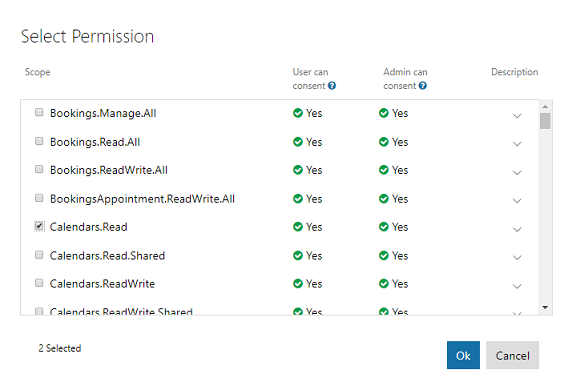 Select Permission
Scope User can consent Admin can consent Description
Bookings.Manage.All Yes Yes
Bookings.Read.All Yes Yes
Bookings.ReadWrite.All Yes Yes
BookingsAppointment.ReadWrite.All Yes Yes
Calendars.Read Yes Yes
Calendars.Read.Shared Yes Yes
Calendars.ReadWrite Yes Yes
Calendars.ReadWrite.Shared Yes Yes
2 Selected Ok Cancel